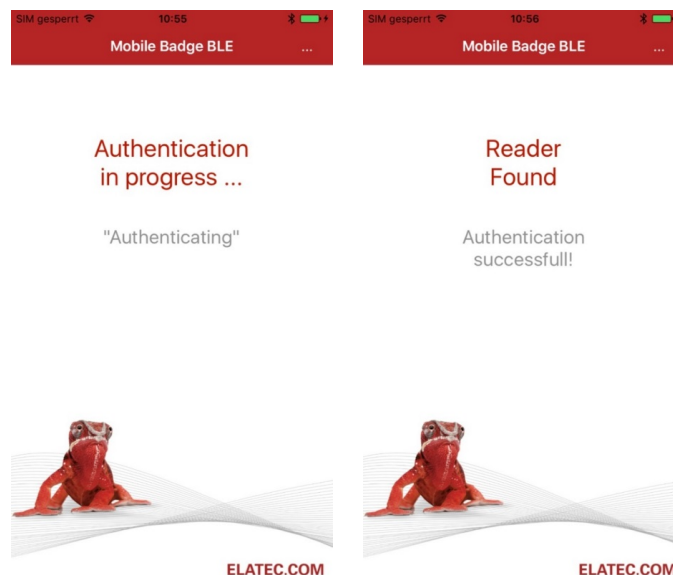 SIM gesperrt 10:55
Mobile Badge BLE ...
Authentication
in progress ...
"Authenticating"
ELATEC.COM
SIM gesperrt 10:56
Mobile Badge BLE ...
Reader
Found
Authentication
successfull!
ELATEC.COM